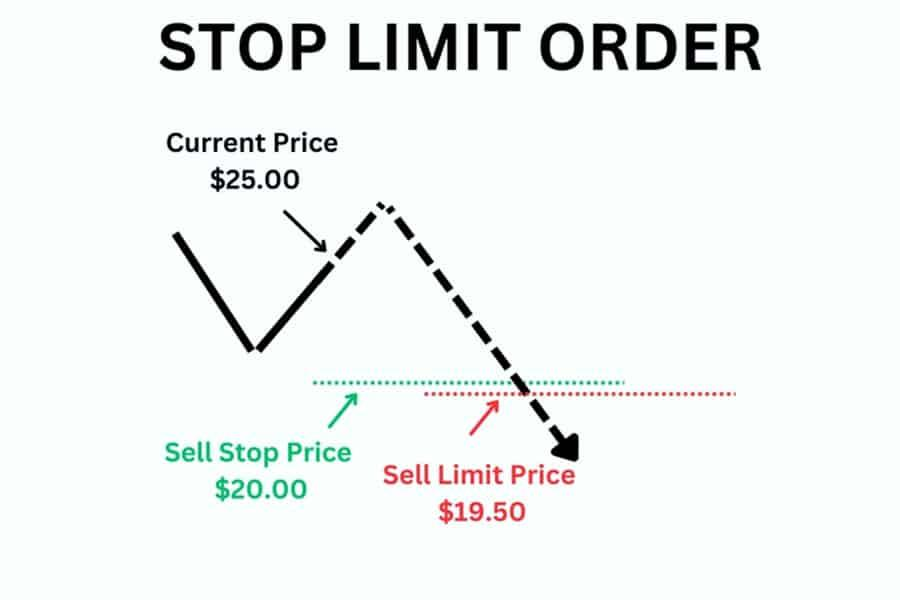 STOP LIMIT ORDER
Current Price
$25.00
Sell Stop Price
$20.00
Sell Limit Price
$19.50